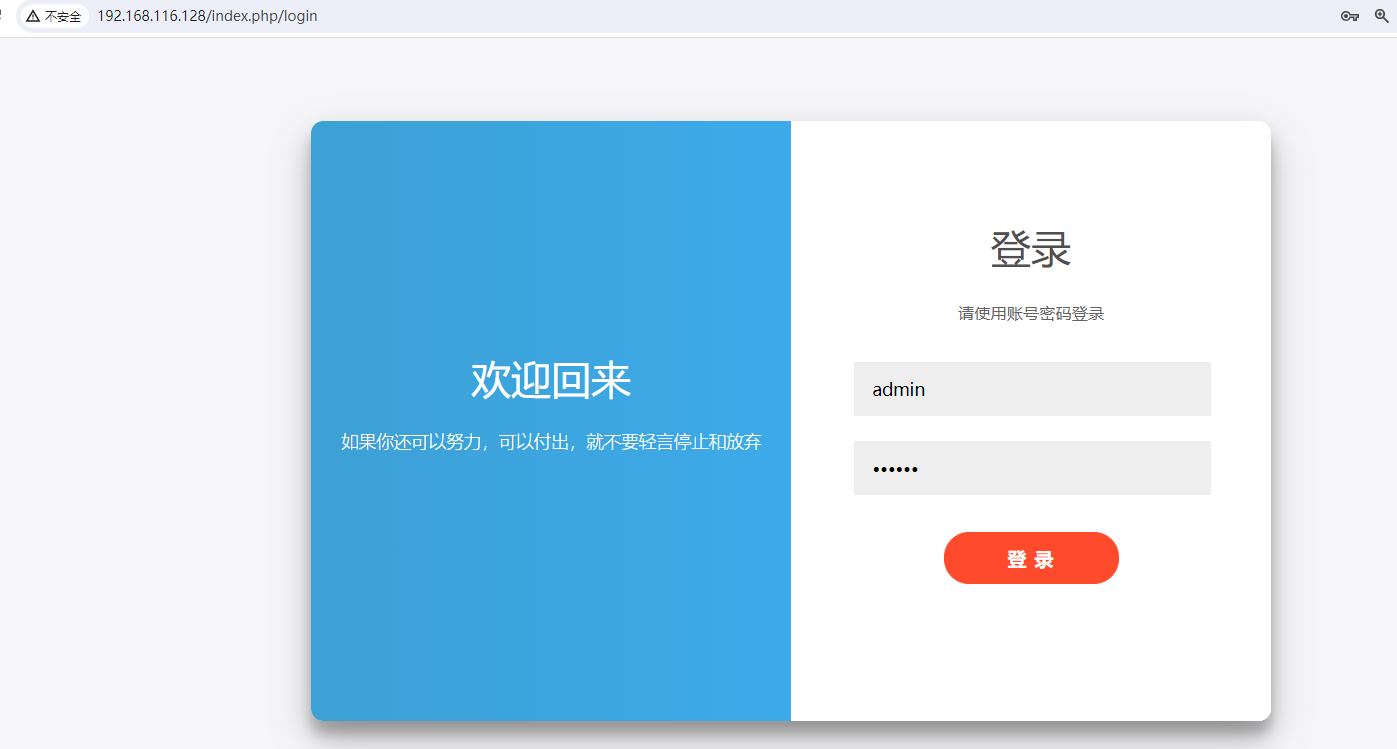 不安全 192.168.116.128/index.php/login
登录
请使用账号密码登录
欢迎回来
如果你还可以努力，可以付出，就不要轻言停止和放弃
admin
••••••
登 录